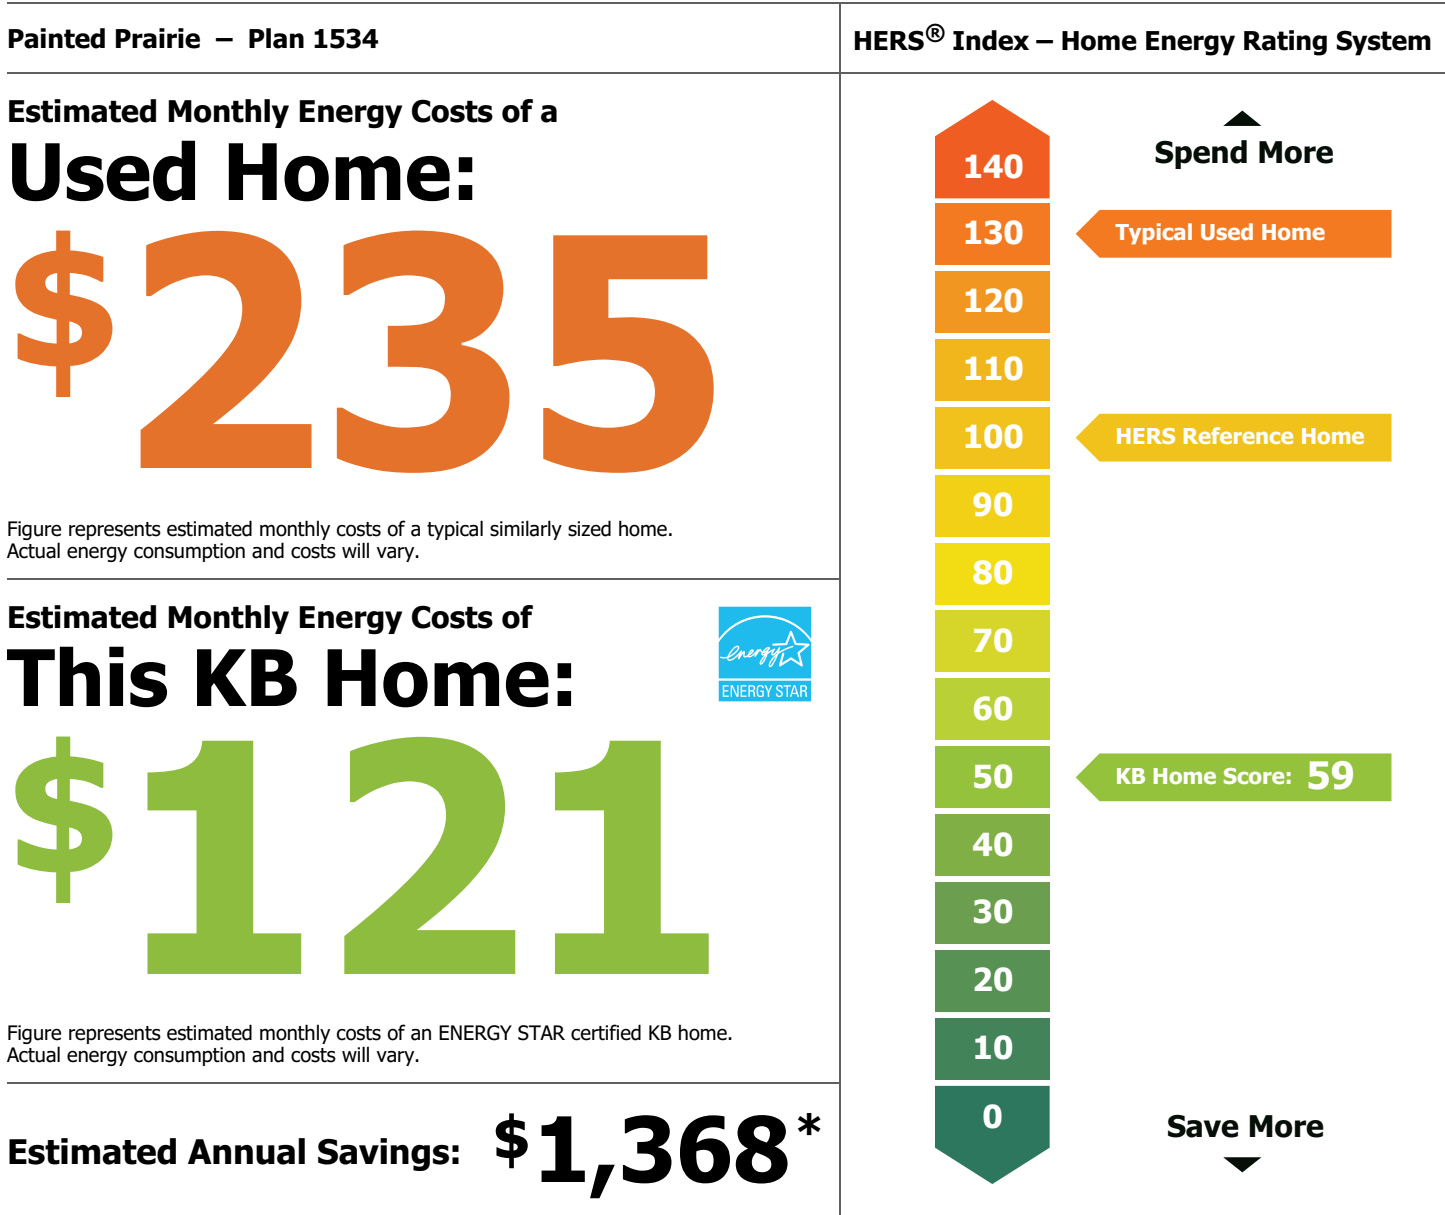 Painted Prairie – Plan 1534
Estimated Monthly Energy Costs of a
Used Home:
$235
Figure represents estimated monthly costs of a typical similarly sized home.
Actual energy consumption and costs will vary.
Estimated Monthly Energy Costs of
This KB Home:
energy
ENERGY STAR
$121
Figure represents estimated monthly costs of an ENERGY STAR certified KB home.
Actual energy consumption and costs will vary.
Estimated Annual Savings: $1,368*
HERS® Index – Home Energy Rating System
Spend More
140
130 Typical Used Home
120
110
100 HERS Reference Home
90
80
70
60
50 KB Home Score: 59
40
30
20
10
0
Save More